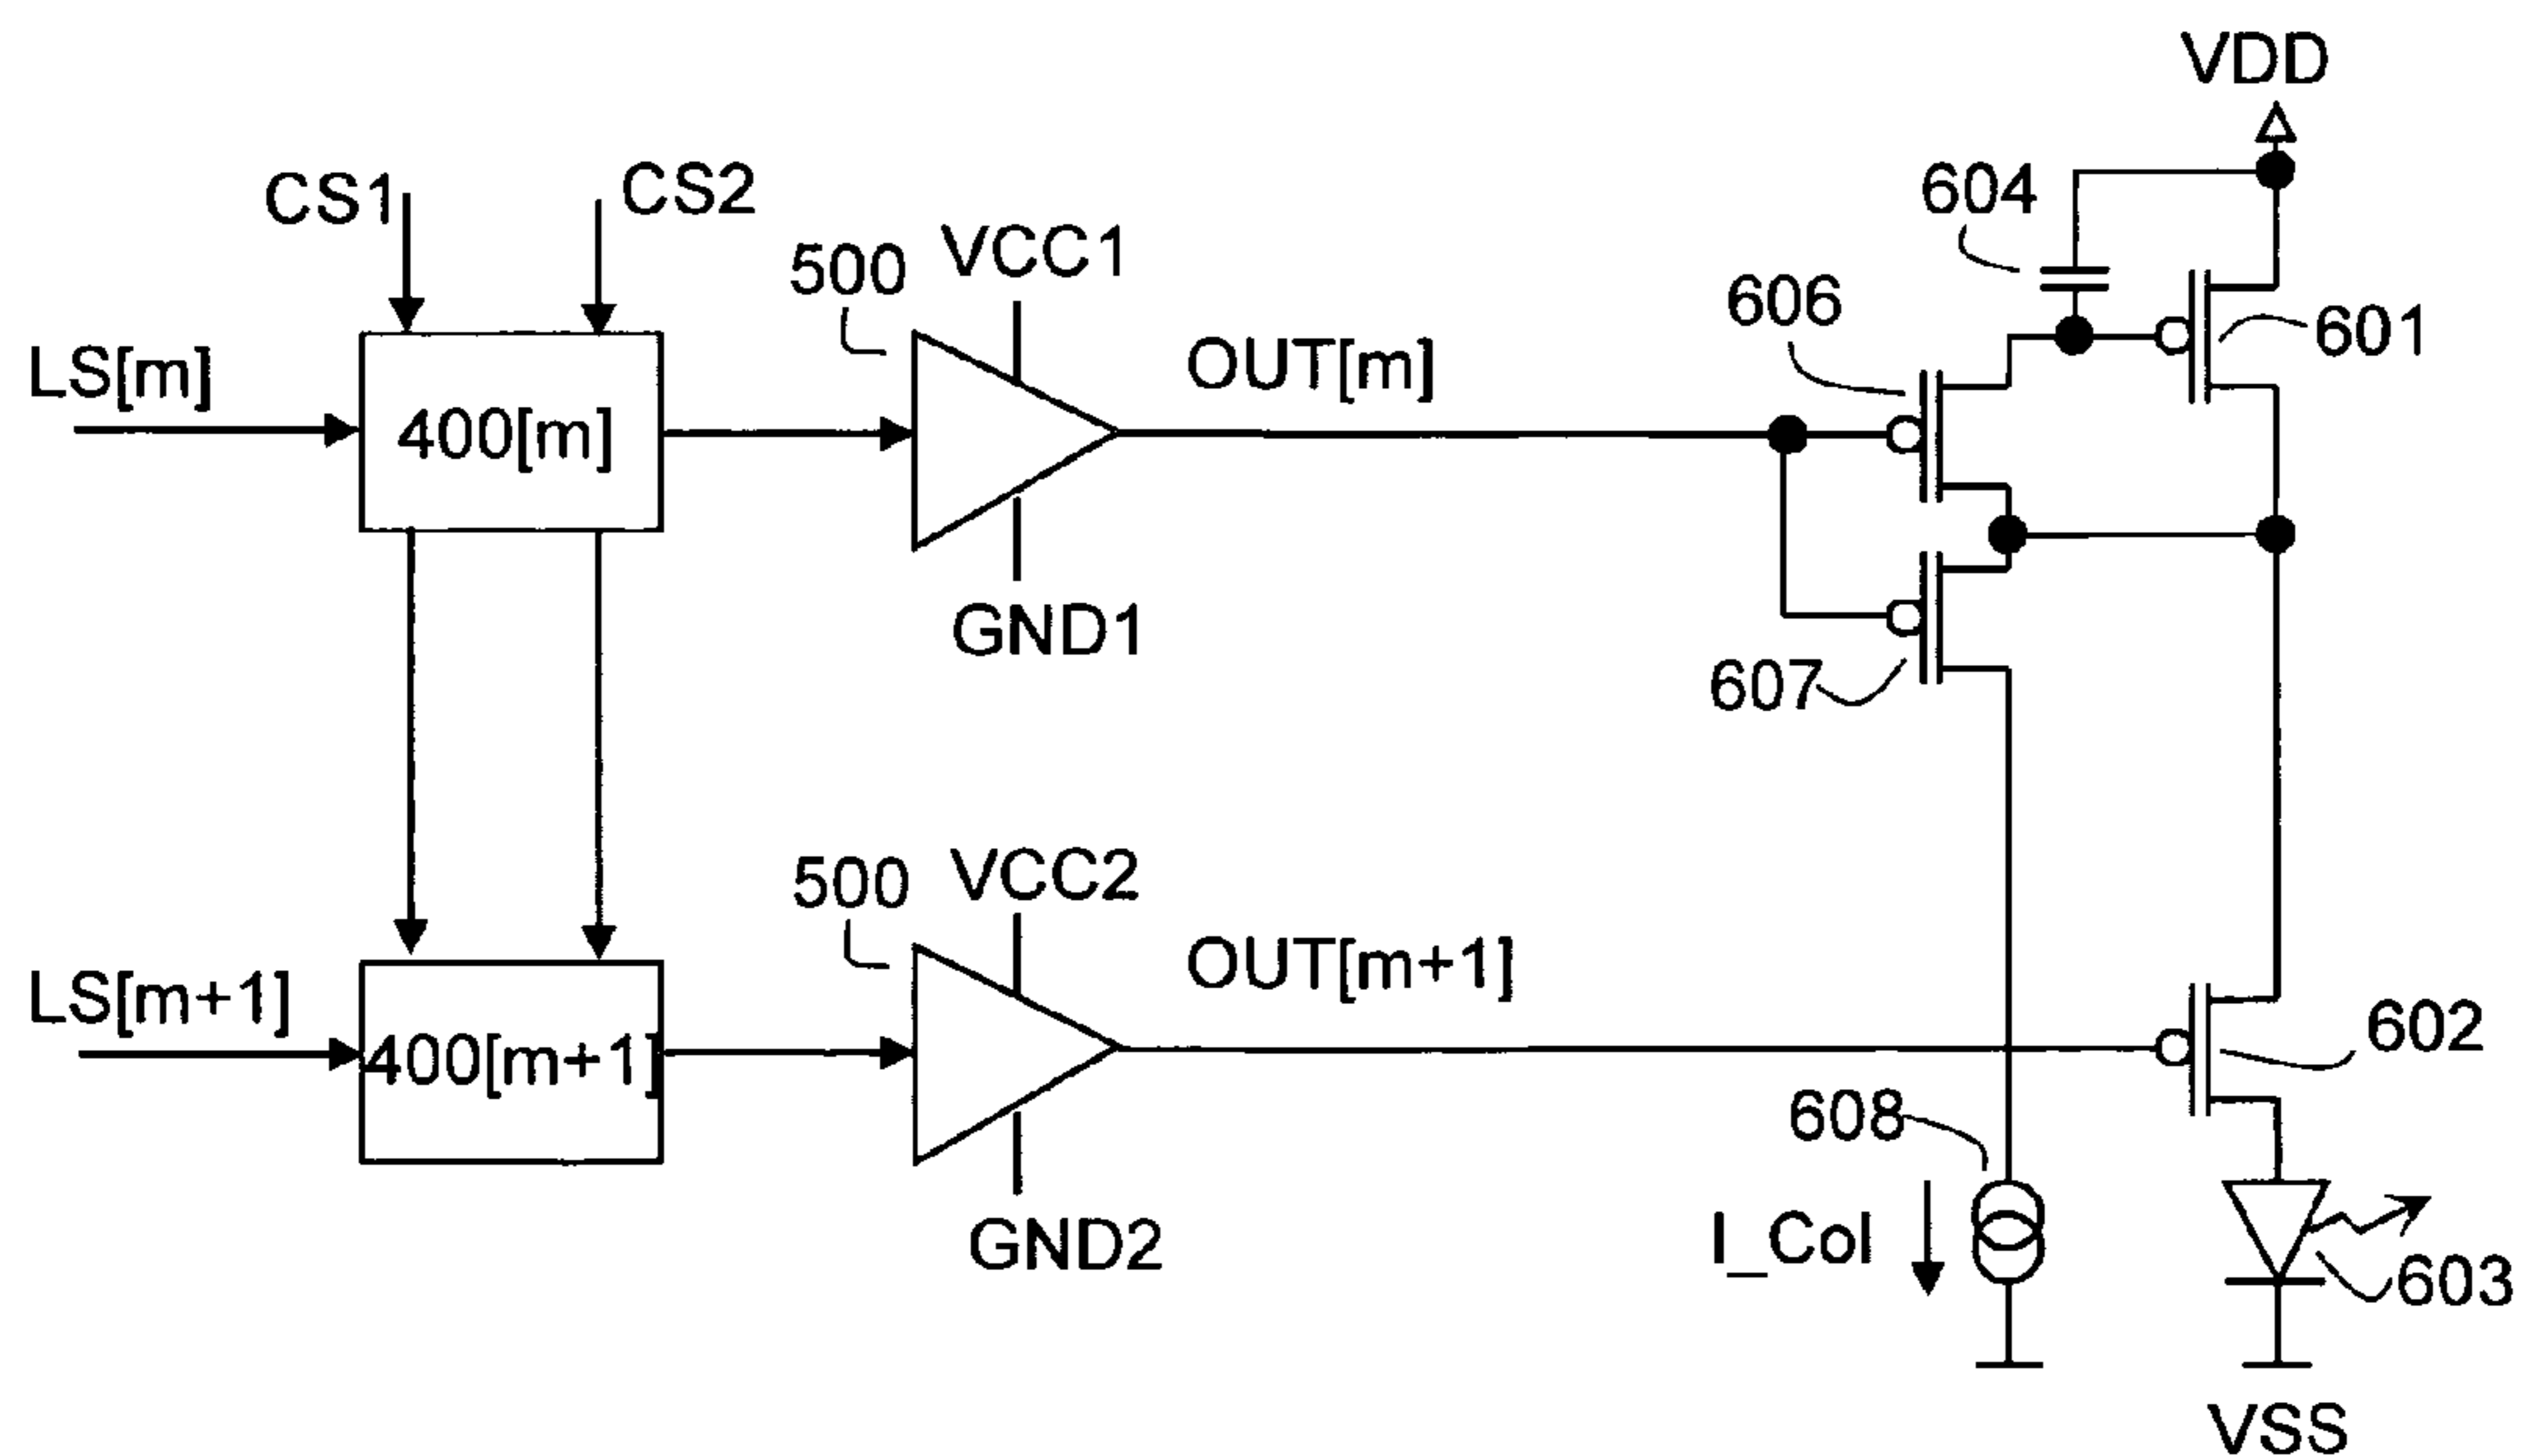 VDD
CS1
CS2
604
500
VCC1
606
601
LS[m]
400[m]
OUT[m]
GND1
607
500
VCC2
LS[m+1]
400[m+1]
OUT[m+1]
602
608
GND2
I_Col
603
VSS